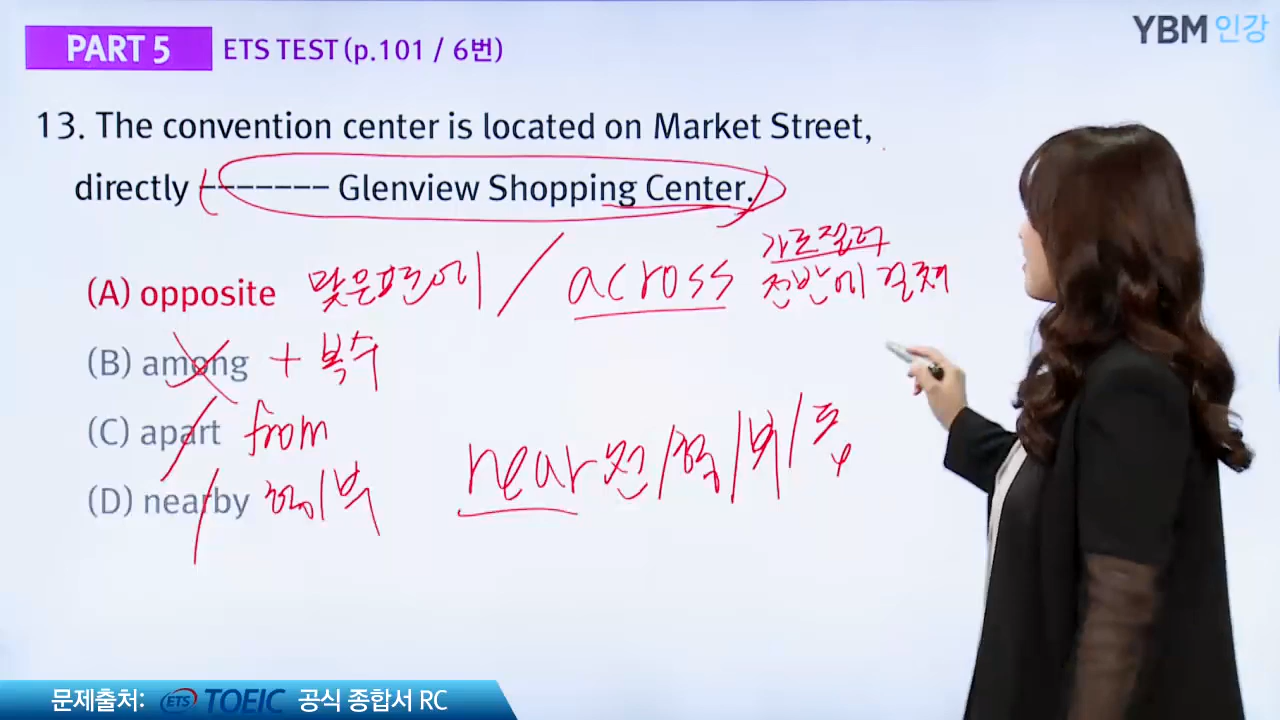 PART 5 ETS TEST (p.101 / 6번)
YBM 인강
13. The convention center is located on Market Street,
directly ------- Glenview Shopping Center.
가로질러
(A) opposite 맞은편에 / across 전반에 걸쳐
(B) among + 복수
(C) apart from
(D) nearby 형/부 near 전/형/부/동
문제출처: ETS TOEIC 공식 종합서 RC